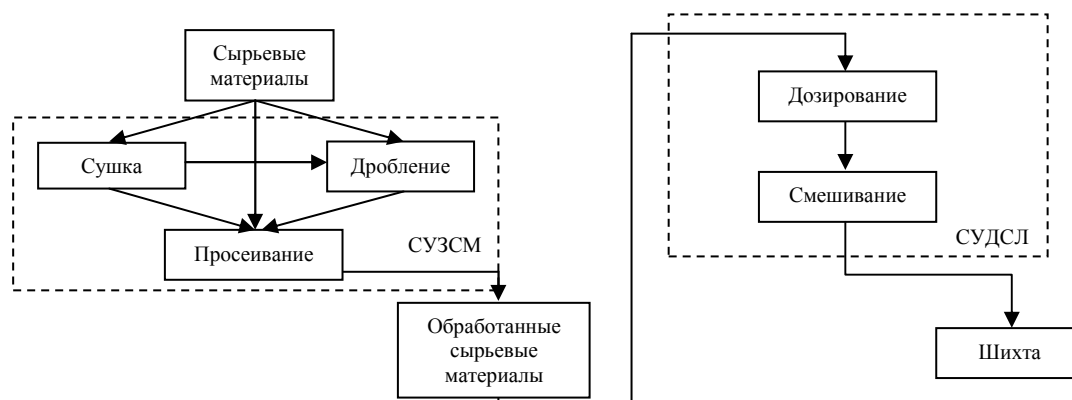 Сырьевые
материалы
Сушка
Дробление
Просеивание
СУЗСМ
Обработанные
сырьевые
материалы
Дозирование
Смешивание
СУДСЛ
Шихта